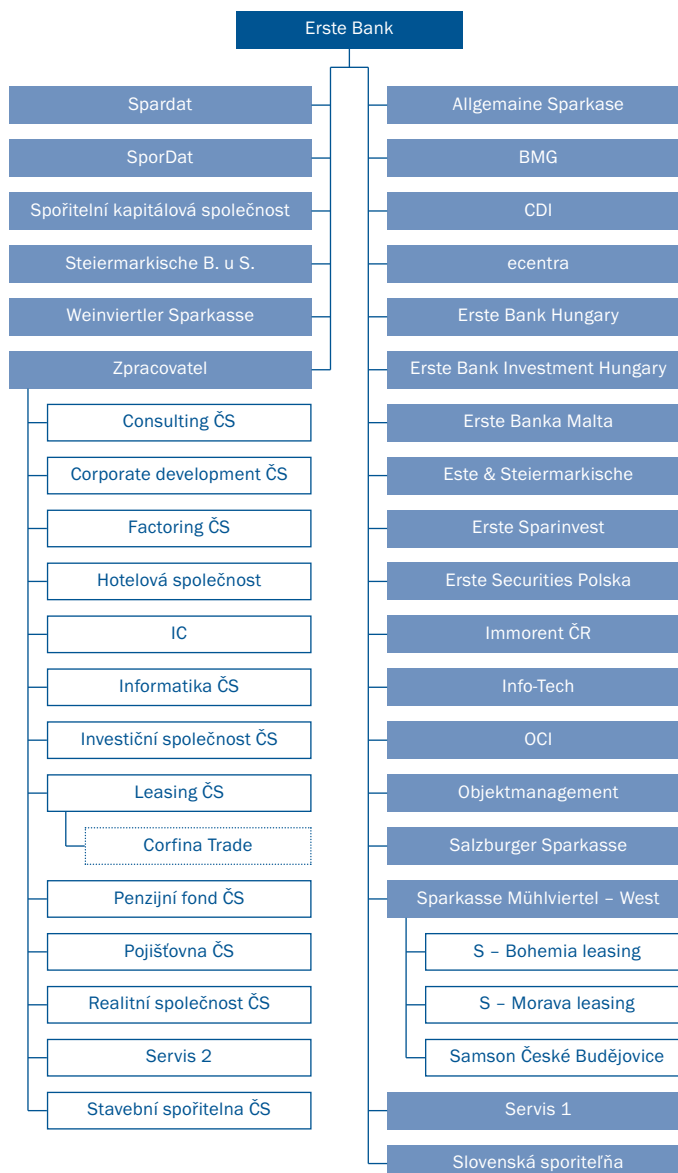 Erste Bank
Spardat
SporDat
Spořitelní kapitálová společnost
Steiermarkische B. u S.
Weinviertler Sparkasse
Zpracovatel
Consulting ČS
Corporate development ČS
Factoring ČS
Hotelová společnost
IC
Informatika ČS
Investiční společnost ČS
Leasing ČS
Corfina Trade
Penzijní fond ČS
Pojišťovna ČS
Realitní společnost ČS
Servis 2
Stavební spořitelna ČS
Allgemaine Sparkase
BMG
CDI
ecentra
Erste Bank Hungary
Erste Bank Investment Hungary
Erste Banka Malta
Este & Steiermarkische
Erste Sparinvest
Erste Securities Polska
Immorent ČR
Info-Tech
OCI
Objektmanagement
Salzburger Sparkasse
Sparkasse Mühlviertel – West
S – Bohemia leasing
S – Morava leasing
Samson České Budějovice
Servis 1
Slovenská sporiteľňa